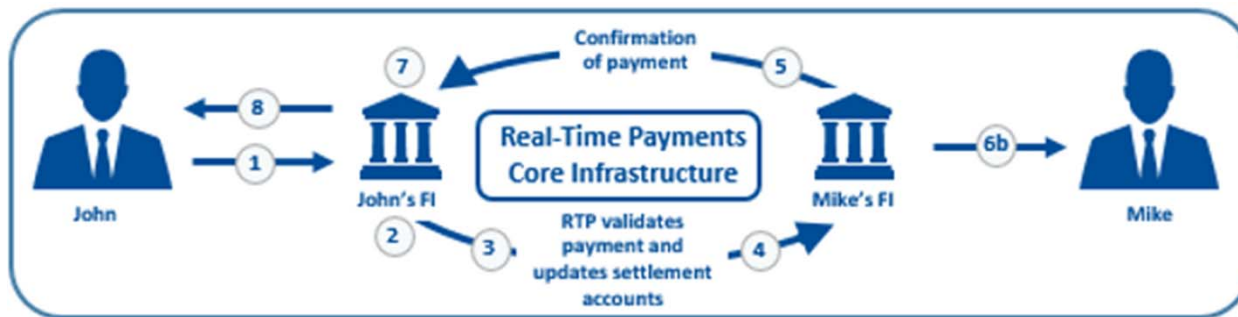 Confirmation
of payment
7
5
8
1
6b
Real-Time Payments
Core Infrastructure
John
John's FI
Mike's FI
Mike
2
3
4
RTP validates
payment and
updates settlement
accounts